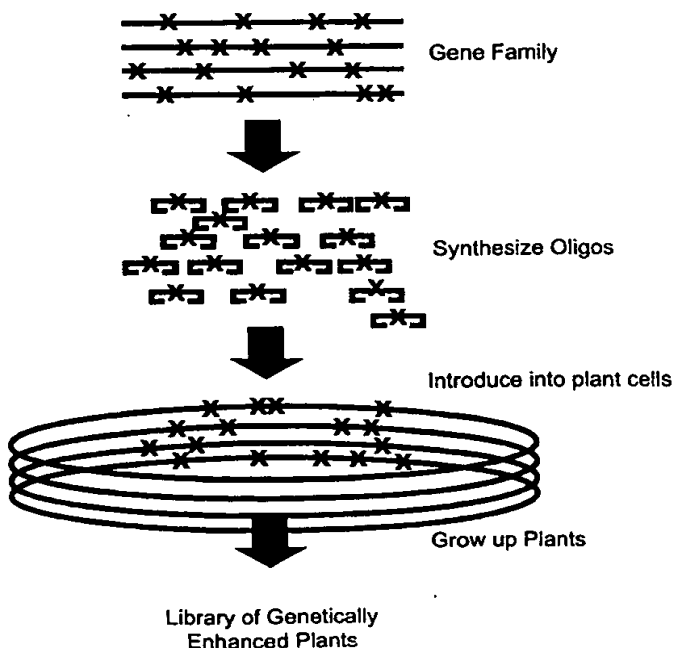 Gene Family
Synthesize Oligos
Introduce into plant cells
Grow up Plants
Library of Genetically
Enhanced Plants